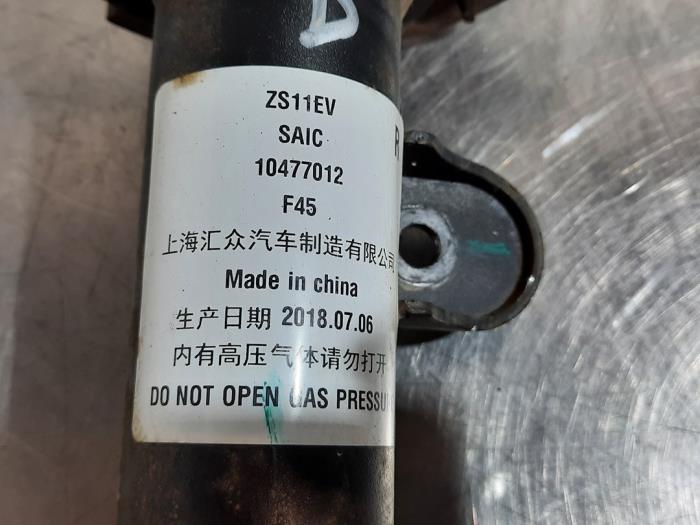 D
ZS11EV
SAIC
R
10477012
F45
上海汇众汽车制造有限公司
Made in china
生产日期 2018.07.06
内有高压气体请勿打开
DO NOT OPEN GAS